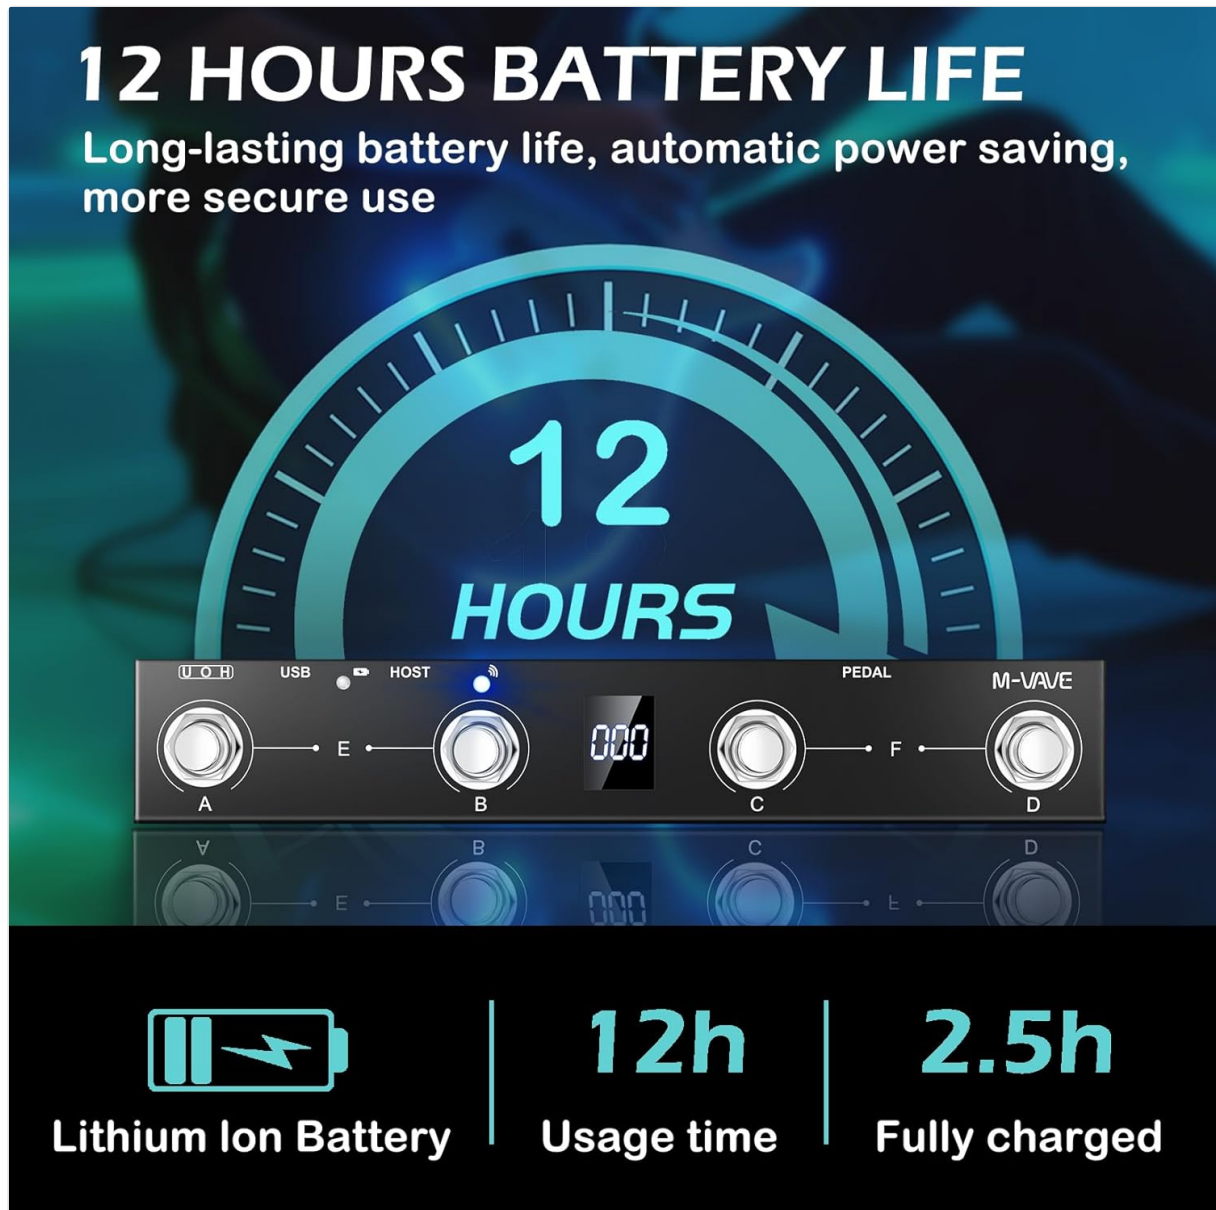 12 HOURS BATTERY LIFE
Long-lasting battery life, automatic power saving,
more secure use
12
HOURS
U O H USB HOST PEDAL M-VAVE
000
E F
A B C D
A B C D
E 000 F
Lithium Ion Battery
12h
Usage time
2.5h
Fully charged